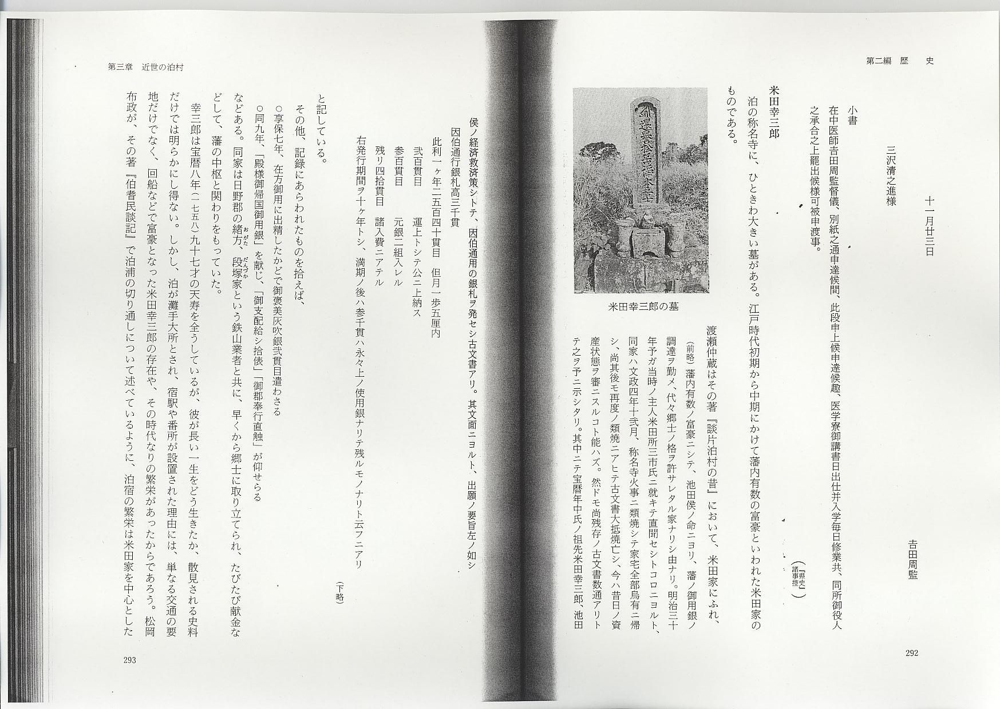 第二編 歴 史
十一月廿三日
吉田周監
三沢清之進様
小書
在中医師吉田周監督儀、別紙之通申達候間、此段申上候申達候趣、医学寮御講書日出仕并入学毎日修業共、同所御役人
之承合之上罷出候様可被申渡事。
(『県史』諸事控)
米田幸三郎
泊の称名寺に、ひときわ大きい墓がある。江戸時代初期から中期にかけて藩内有数の富豪といわれた米田家の
ものである。
渡瀬仲蔵はその著『談片泊村の昔』において、米田家にふれ、
(前略)藩内有数ノ富豪ニシテ、池田侯ノ命ニヨリ、藩ノ御用銀ノ
調達ヲ勤メ、代々郷士ノ格ヲ許サレタル家ナリシ由ナリ。明治三十
年予ガ当時ノ主人米田所三市氏ニ就キテ直聞セシトコロニヨルト、
同家ハ文政四年十弐月、称名寺火事ニ類焼シテ家宅全部烏有ニ帰
シ、尚其後モ再度ノ類焼ニアヒテ古文書大抵焼亡シ、今ハ昔日ノ資
産状態ヲ審ニスルコト能ハズ。然ドモ尚残存ノ古文書数通アリト
テ之ヲ予ニ示シタリ。其中ニテ宝暦年中氏ノ祖先米田幸三郎、池田
米田幸三郎の墓
292
第三章 近世の泊村
侯ノ経済救済策シトテ、因伯通用の銀札ヲ発セシ古文書アリ。其文面ニヨルト、出願ノ要旨左ノ如シ
因伯通行銀札高三千貫
此利一ヶ年二五百四十貫目 但月一歩五厘内
弐百貫目 運上トシテ公ニ上納ス
参百貫目 元銀二組入レル
残リ四拾貫目 諸入費ニアテル
右発行期間ヲ十ヶ年トシ、満期ノ後ハ参千貫ハ永々上ノ使用銀ナリテ残ルモノナリト云フニアリ
(下略)
と記している。
その他、記録にあらわれたものを拾えば、
○享保七年、在方御用に出精したかどで御褒美灰吹銀弐貫目遣わさる
○同九年、「殿様御帰国御用銀」を献じ、「御支配給シ拾俵」「御郡奉行直触」が仰せらる
などある。同家は日野郡の緒方(おがた)、段塚(だんづか)家という鉄山業者と共に、早くから郷士に取り立てられ、たびたび献金な
どして、藩の中枢と関わりをもっていた。
幸三郎は宝暦八年(一七五八)九十七才の天寿を全うしているが、彼が長い一生をどう生きたか、散見される史料
だけでは明らかにし得ない。しかし、泊が灘手大所とされ、宿駅や番所が設置された理由には、単なる交通の要
地だけでなく、回船などで富豪となった米田幸三郎の存在や、その時代なりの繁栄があったからであろう。松岡
布政が、その著『伯耆民談記』で泊浦の切り通しについて述べているように、泊宿の繁栄は米田家を中心とした
293